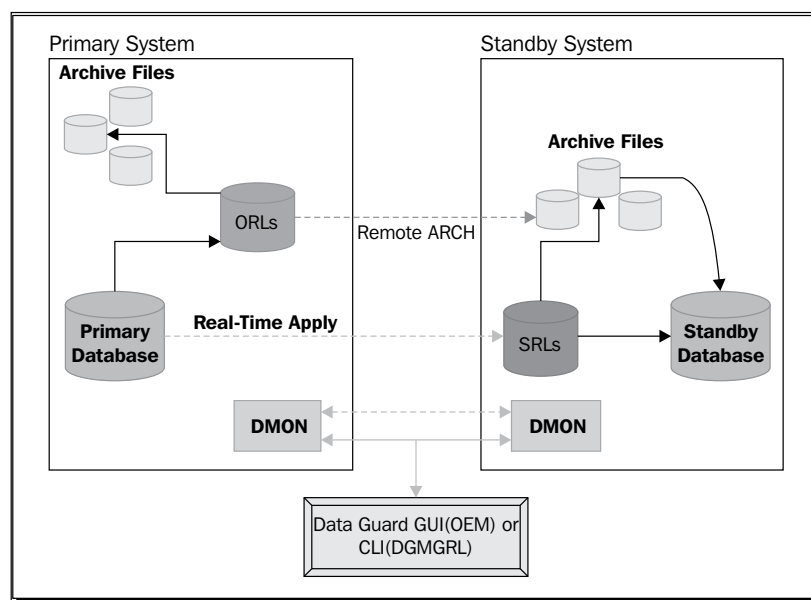 Primary System
Standby System
Archive Files
Archive Files
ORLs
Remote ARCH
Real-Time Apply
Primary
Database
SRLs
Standby
Database
DMON
DMON
Data Guard GUI(OEM) or
CLI(DGMGRL)